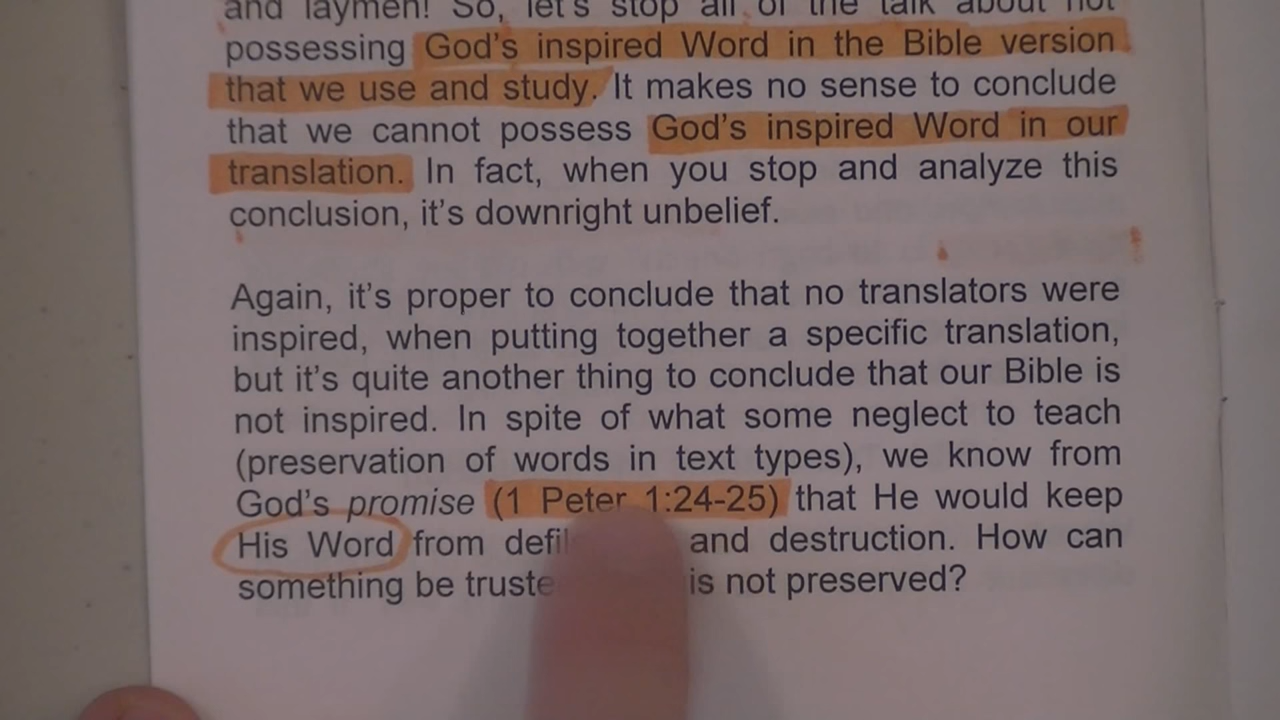 and laymen! So, let's stop all of the talk about not
possessing God's inspired Word in the Bible version
that we use and study. It makes no sense to conclude
that we cannot possess God's inspired Word in our
translation. In fact, when you stop and analyze this
conclusion, it's downright unbelief.
Again, it's proper to conclude that no translators were
inspired, when putting together a specific translation,
but it's quite another thing to conclude that our Bible is
not inspired. In spite of what some neglect to teach
(preservation of words in text types), we know from
God's promise (1 Peter 1:24-25) that He would keep
His Word from and destruction. How can
something be is not preserved?